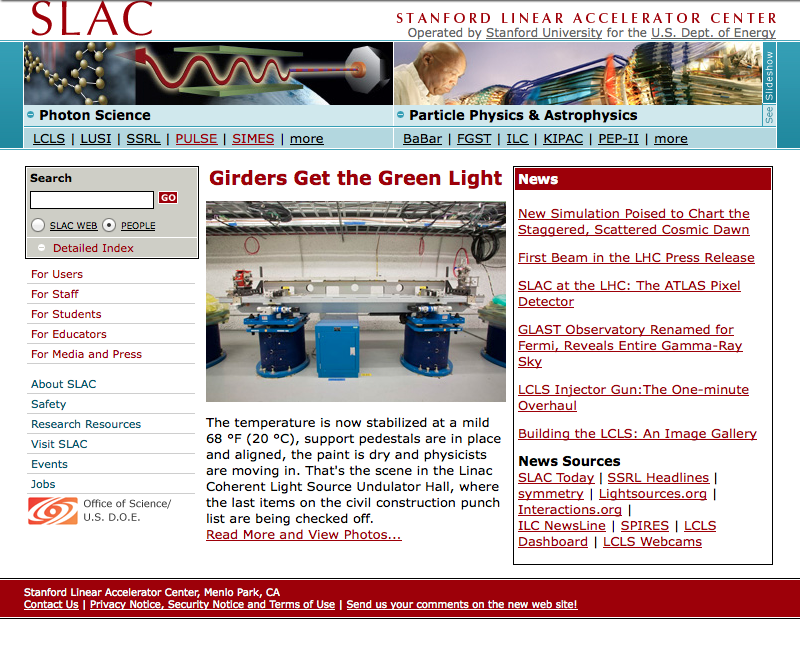 SLAC
STANFORD LINEAR ACCELERATOR CENTER
Operated by Stanford University for the U.S. Dept. of Energy
See Slideshow
Photon Science
Particle Physics & Astrophysics
LCLS | LUSI | SSRL | PULSE | SIMES | more
BaBar | FGST | ILC | KIPAC | PEP-II | more
Search
GO
SLAC WEB PEOPLE
Detailed Index
For Users
For Staff
For Students
For Educators
For Media and Press
About SLAC
Safety
Research Resources
Visit SLAC
Events
Jobs
Office of Science/
U.S. D.O.E.
Girders Get the Green Light
The temperature is now stabilized at a mild
68 °F (20 °C), support pedestals are in place
and aligned, the paint is dry and physicists
are moving in. That's the scene in the Linac
Coherent Light Source Undulator Hall, where
the last items on the civil construction punch
list are being checked off.
Read More and View Photos...
News
New Simulation Poised to Chart the
Staggered, Scattered Cosmic Dawn
First Beam in the LHC Press Release
SLAC at the LHC: The ATLAS Pixel
Detector
GLAST Observatory Renamed for
Fermi, Reveals Entire Gamma-Ray
Sky
LCLS Injector Gun:The One-minute
Overhaul
Building the LCLS: An Image Gallery
News Sources
SLAC Today | SSRL Headlines |
symmetry | Lightsources.org |
Interactions.org |
ILC NewsLine | SPIRES | LCLS
Dashboard | LCLS Webcams
Stanford Linear Accelerator Center, Menlo Park, CA
Contact Us | Privacy Notice, Security Notice and Terms of Use | Send us your comments on the new web site!